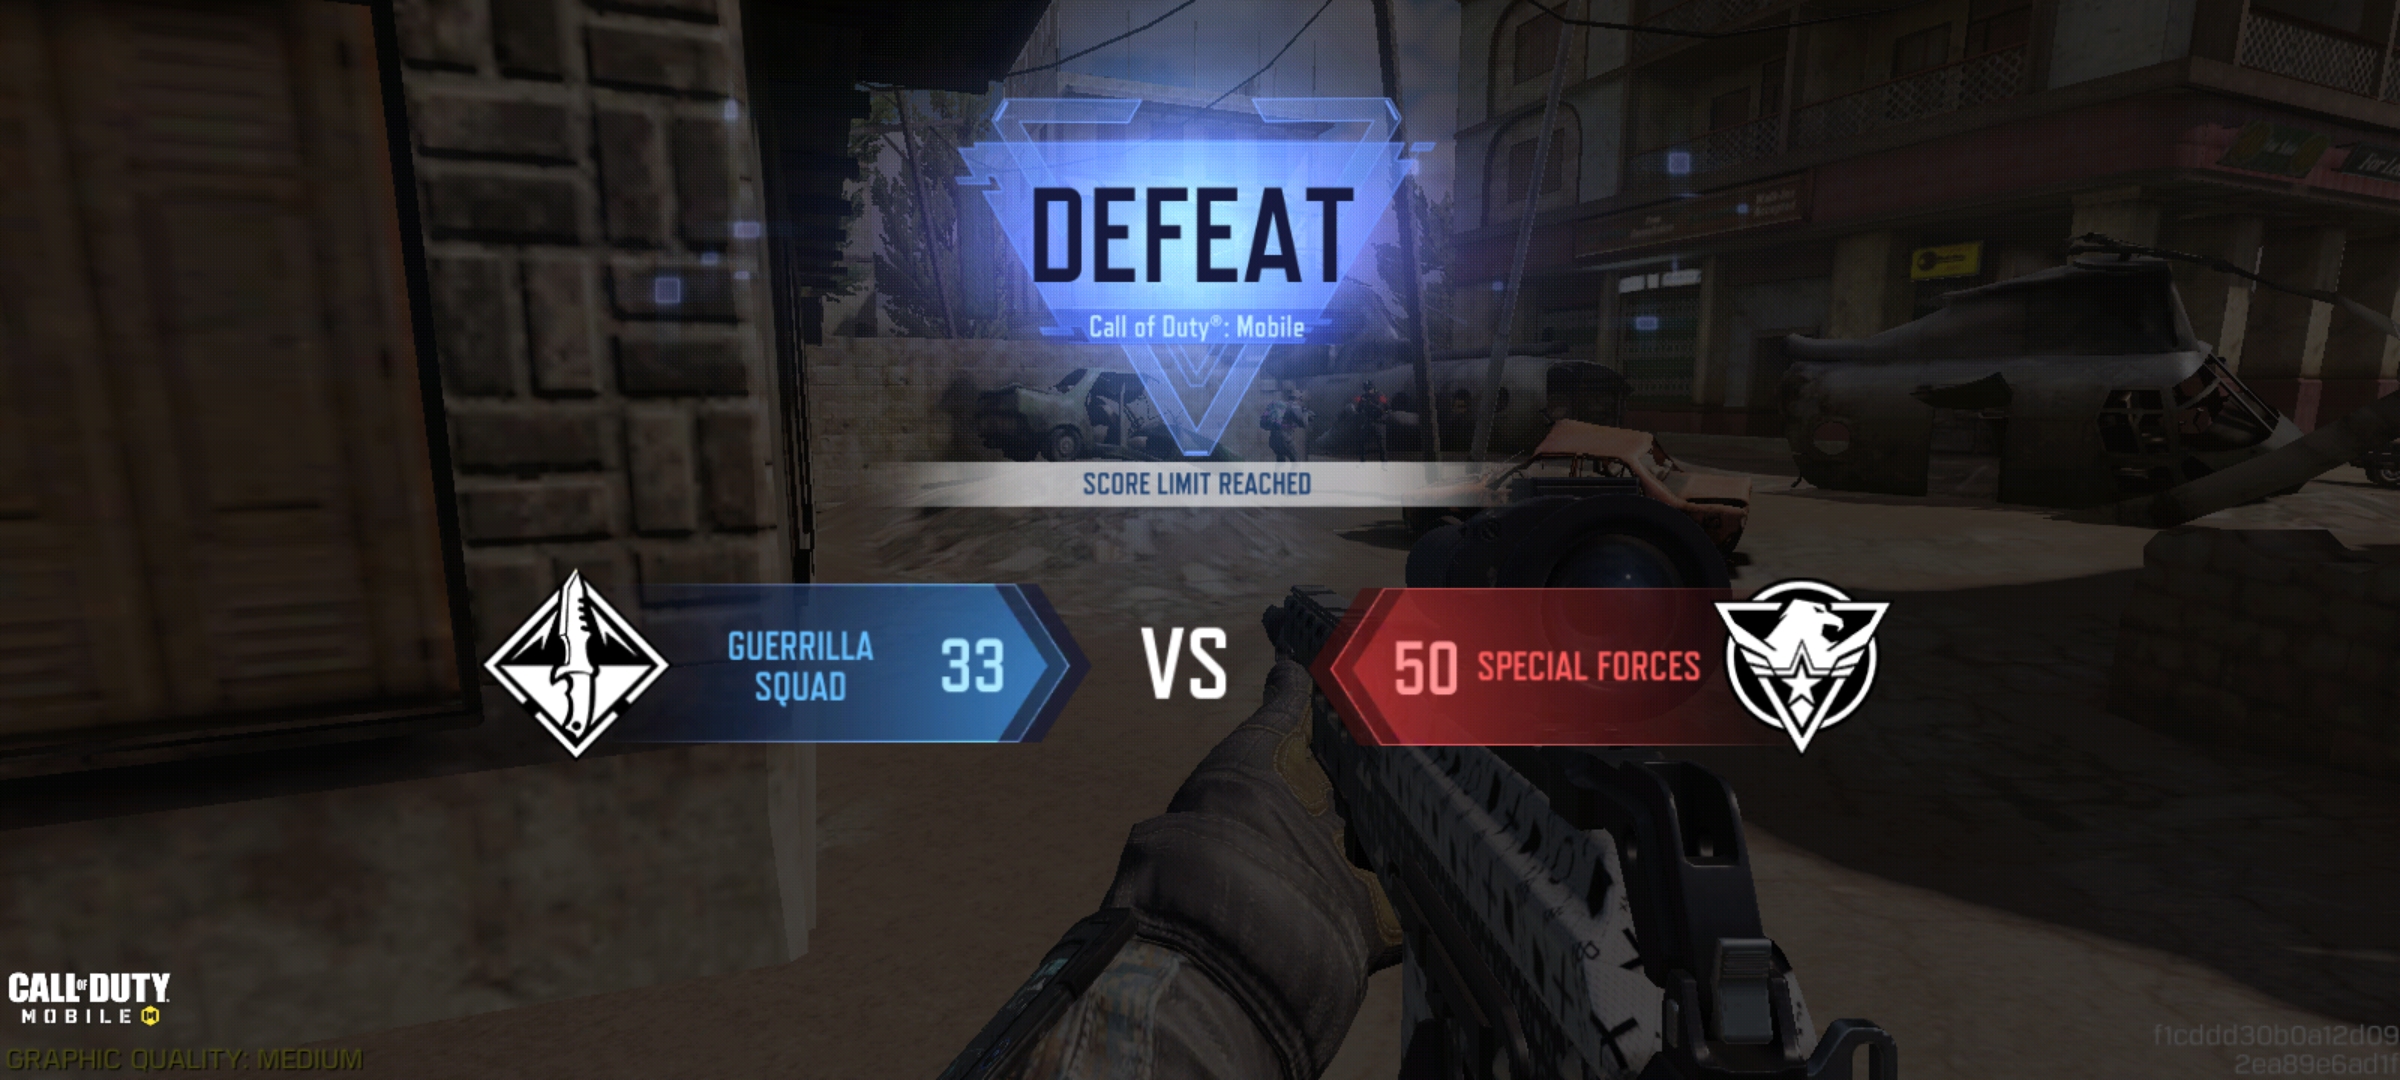 DEFEAT
Call of Duty®: Mobile
SCORE LIMIT REACHED
GUERRILLA
SQUAD
33
VS
50
SPECIAL FORCES
CALL OF DUTY
MOBILE
GRAPHIC QUALITY: MEDIUM
f1cddd30b0a12d09
2ea89e6ad1f